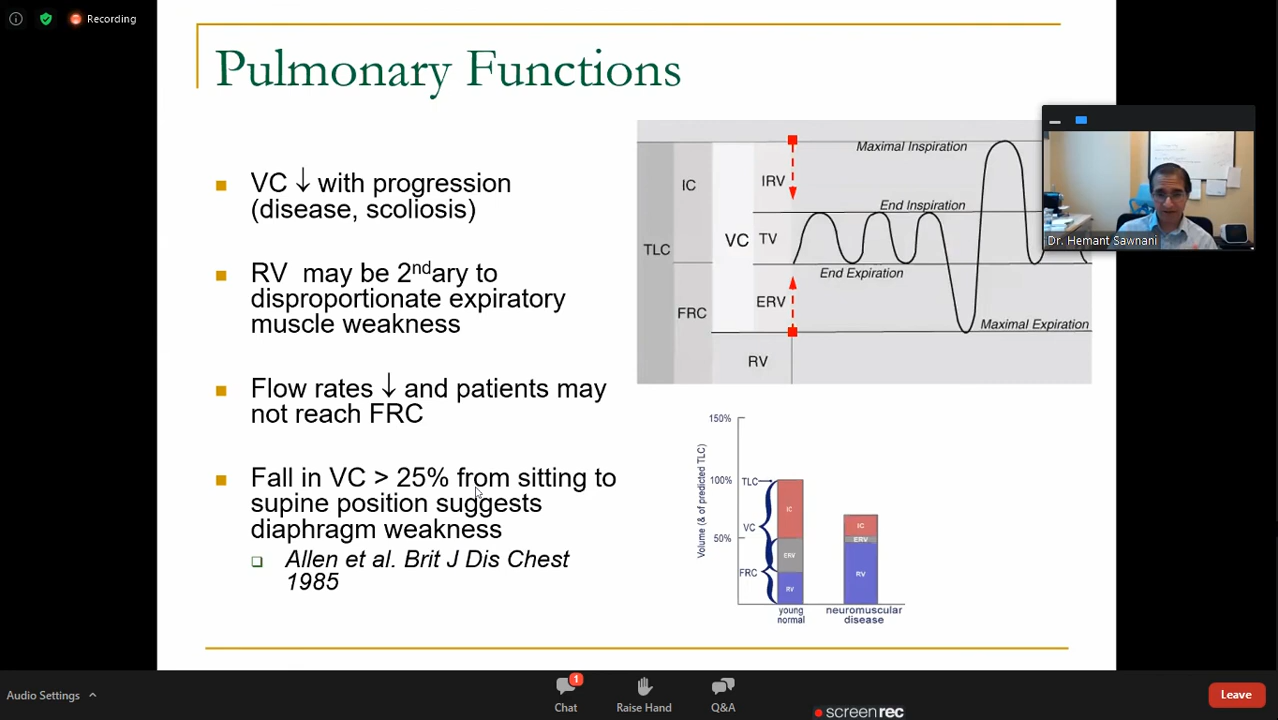 Recording
Pulmonary Functions
VC ↓ with progression
(disease, scoliosis)
RV may be 2ndary to
disproportionate expiratory
muscle weakness
Flow rates ↓ and patients may
not reach FRC
Fall in VC > 25% from sitting to
supine position suggests
diaphragm weakness
Allen et al. Brit J Dis Chest
1985
Maximal Inspiration
IC
IRV
End Inspiration
TLC
VC
TV
End Expiration
FRC
ERV
Maximal Expiration
RV
Dr. Hemant Sawnani
150%
100%
50%
Volume (& of predicted TLC)
TLC
VC
FRC
IC
ERV
RV
IC
ERV
RV
young
normal
neuromuscular
disease
Audio Settings
1
Chat
Raise Hand
Q&A
Leave
screenrec